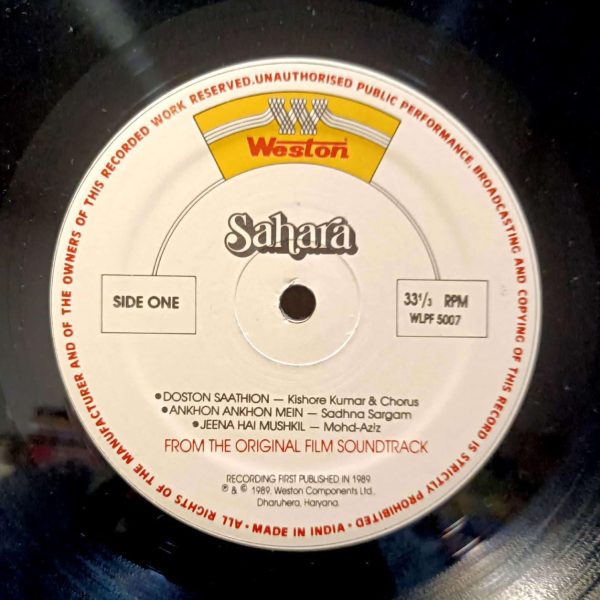 ALL RIGHTS OF THE MANUFACTURER AND OF THE OWNERS OF THIS RECORDED WORK RESERVED.UNAUTHORISED PUBLIC PERFORMANCE, BROADCASTING AND COPYING OF THIS RECORD IS STRICTLY PROHIBITED
• MADE IN INDIA •
Weston
Sahara
SIDE ONE
33 1/3 RPM
WLPF 5007
•DOSTON SAATHION — Kishore Kumar & Chorus
•ANKHON ANKHON MEIN — Sadhna Sargam
•JEENA HAI MUSHKIL — Mohd-Aziz
FROM THE ORIGINAL FILM SOUNDTRACK
RECORDING FIRST PUBLISHED IN 1989
℗ & © 1989. Weston Components Ltd.,
Dharuhera, Haryana.